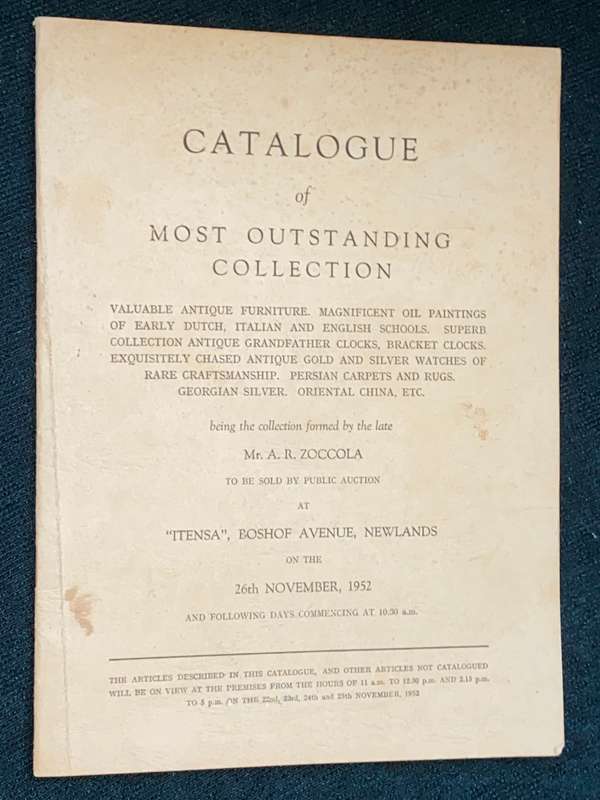 CATALOGUE
of
MOST OUTSTANDING
COLLECTION
VALUABLE ANTIQUE FURNITURE. MAGNIFICENT OIL PAINTINGS
OF EARLY DUTCH, ITALIAN AND ENGLISH SCHOOLS. SUPERB
COLLECTION ANTIQUE GRANDFATHER CLOCKS, BRACKET CLOCKS.
EXQUISITELY CHASED ANTIQUE GOLD AND SILVER WATCHES OF
RARE CRAFTSMANSHIP. PERSIAN CARPETS AND RUGS.
GEORGIAN SILVER. ORIENTAL CHINA, ETC.
being the collection formed by the late
Mr. A. R. ZOCCOLA
TO BE SOLD BY PUBLIC AUCTION
AT
"ITENSA", BOSHOF AVENUE, NEWLANDS
ON THE
26th NOVEMBER, 1952
AND FOLLOWING DAYS COMMENCING AT 10.30 a.m.
THE ARTICLES DESCRIBED IN THIS CATALOGUE, AND OTHER ARTICLES NOT CATALOGUED
WILL BE ON VIEW AT THE PREMISES FROM THE HOURS OF 11 a.m. TO 12.30 p.m. AND 2.15 p.m.
TO 5 p.m. ON THE 22nd, 23rd, 24th and 25th NOVEMBER, 1952